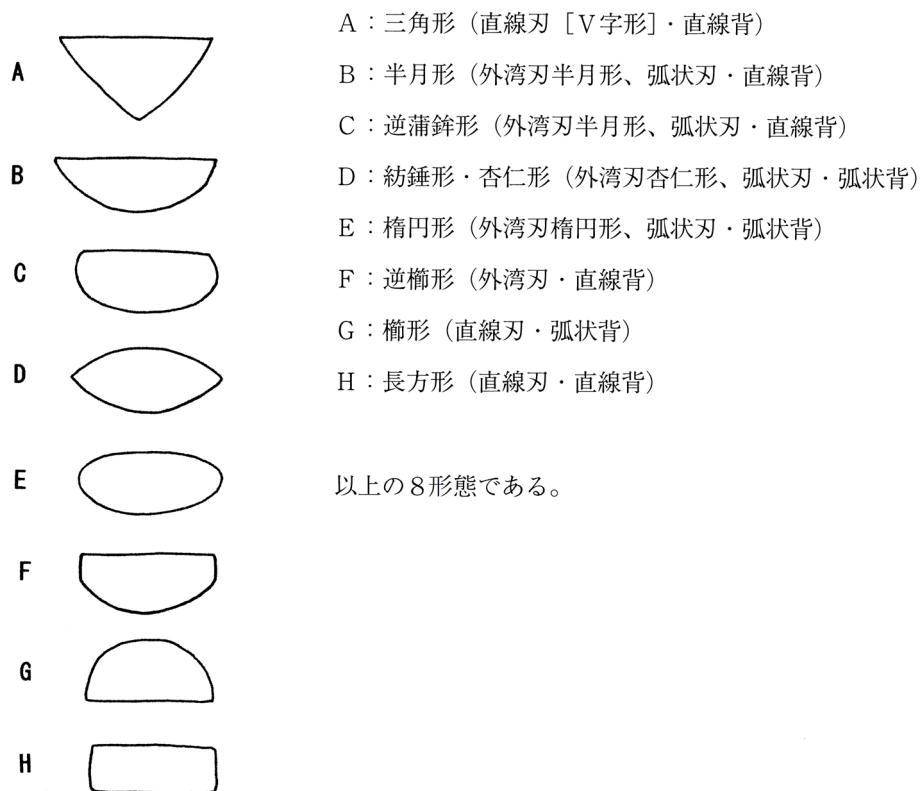 A：三角形（直線刃［V字形］・直線背）
B：半月形（外湾刃半月形、弧状刃・直線背）
C：逆蒲鉾形（外湾刃半月形、弧状刃・直線背）
D：紡錘形・杏仁形（外湾刃杏仁形、弧状刃・弧状背）
E：楕円形（外湾刃楕円形、弧状刃・弧状背）
F：逆櫛形（外湾刃・直線背）
G：櫛形（直線刃・弧状背）
H：長方形（直線刃・直線背）
以上の８形態である。
A
B
C
D
E
F
G
H